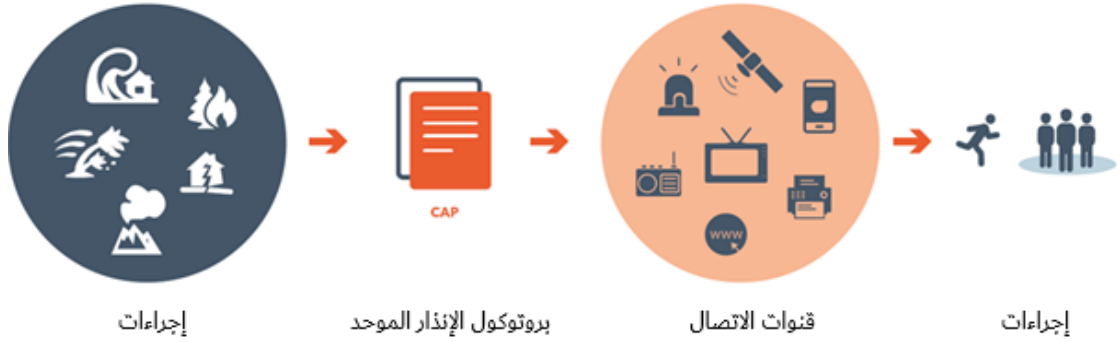 CAP
www
إجراءات
بروتوكول الإنذار الموحد
قنوات الاتصال
إجراءات